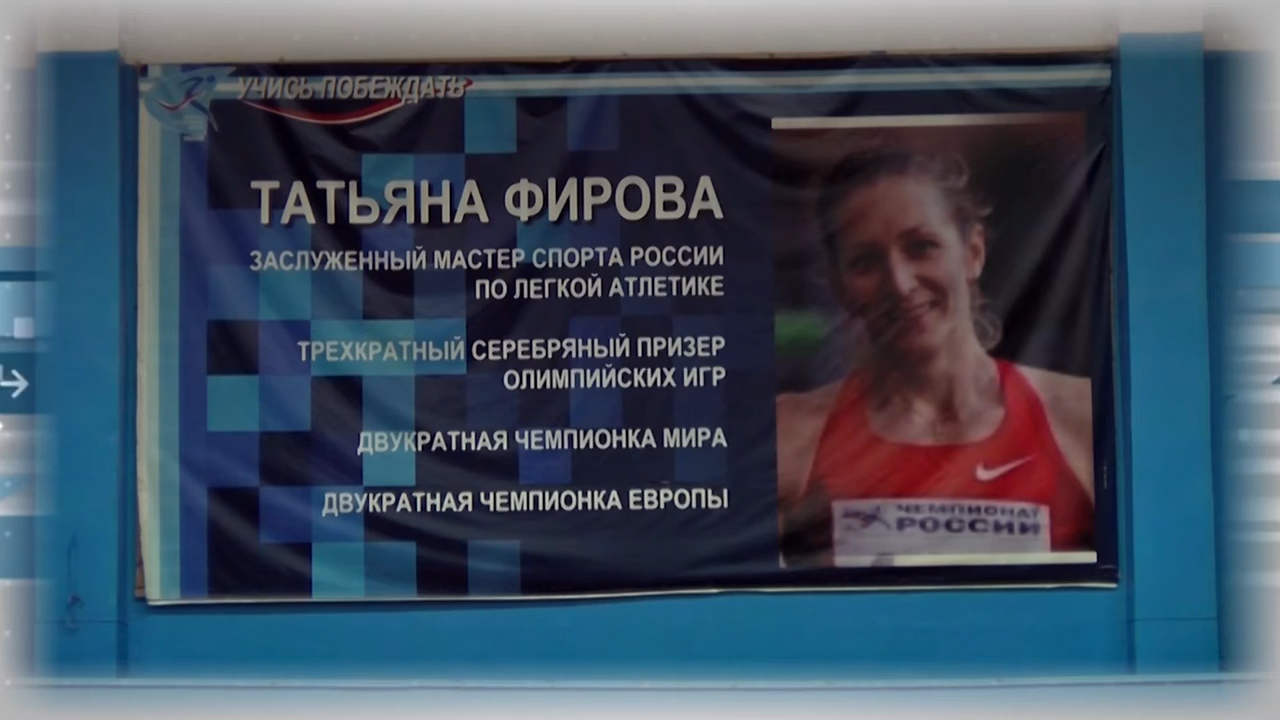 УЧИСЬ ПОБЕЖДАТЬ
ТАТЬЯНА ФИРОВА
ЗАСЛУЖЕННЫЙ МАСТЕР СПОРТА РОССИИ
ПО ЛЕГКОЙ АТЛЕТИКЕ
ТРЕХКРАТНЫЙ СЕРЕБРЯНЫЙ ПРИЗЕР
ОЛИМПИЙСКИХ ИГР
ДВУКРАТНАЯ ЧЕМПИОНКА МИРА
ДВУКРАТНАЯ ЧЕМПИОНКА ЕВРОПЫ
ЧЕМПИОНАТ
РОССИИ